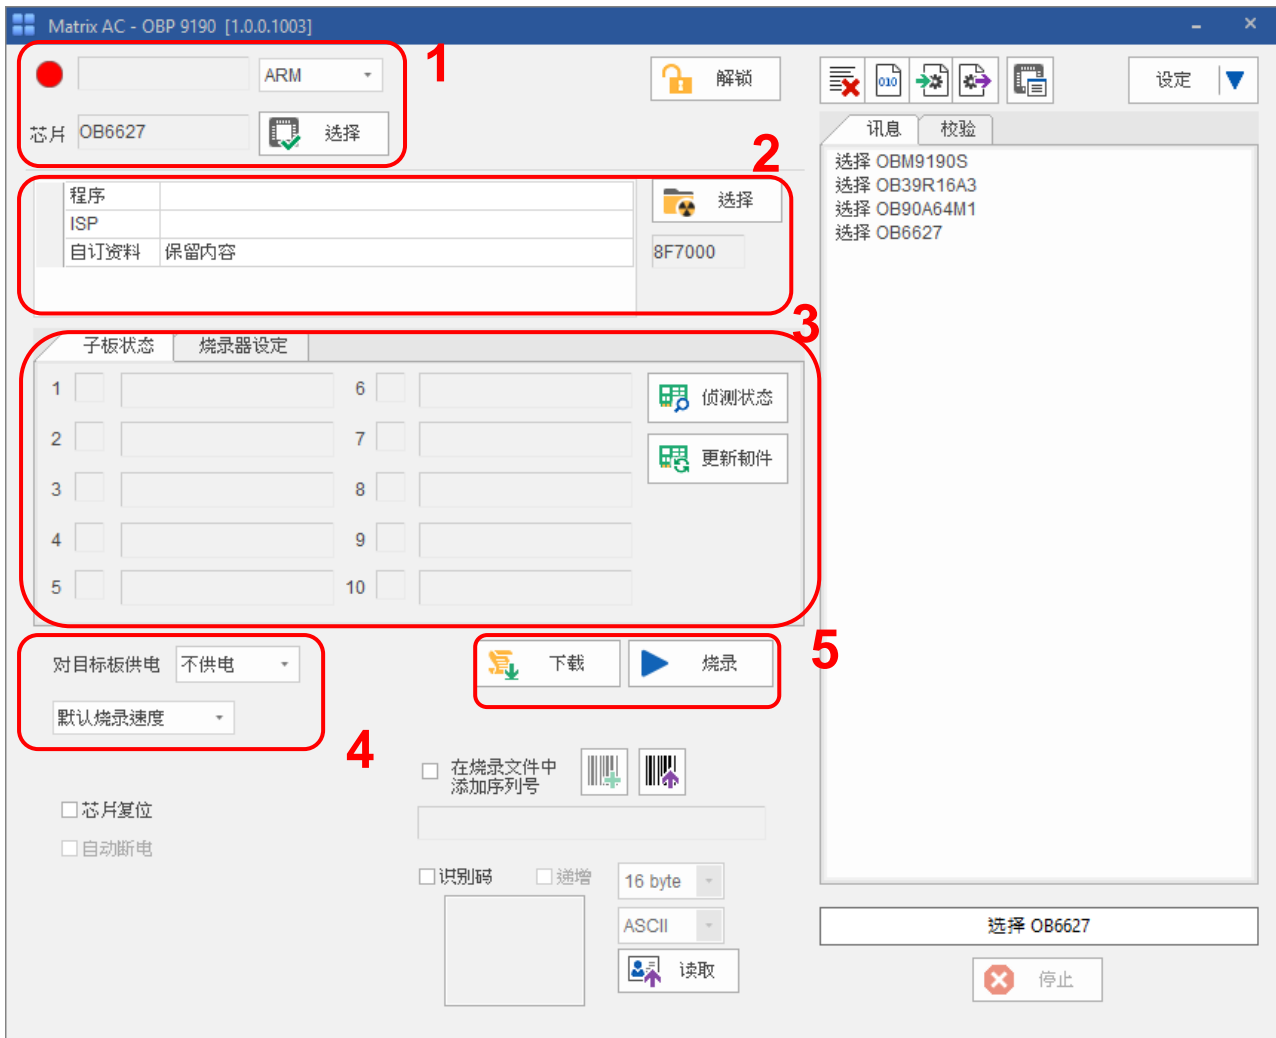 Matrix AC - OBP 9190 [1.0.0.1003]
1
ARM
解锁
设定
芯片 OB6627 选择
讯息 校验
选择 OBM9190S
选择 OB39R16A3
选择 OB90A64M1
选择 OB6627
2
程序
选择
ISP
自订资料 保留内容
8F7000
3
子板状态 烧录器设定
1 6
侦测状态
2 7
更新韧件
3 8
4 9
5 10
对目标板供电 不供电
下载 烧录
5
默认烧录速度
4
在烧录文件中
添加序列号
芯片复位
自动断电
识别码 递增 16 byte
ASCII
读取
选择 OB6627
停止
010